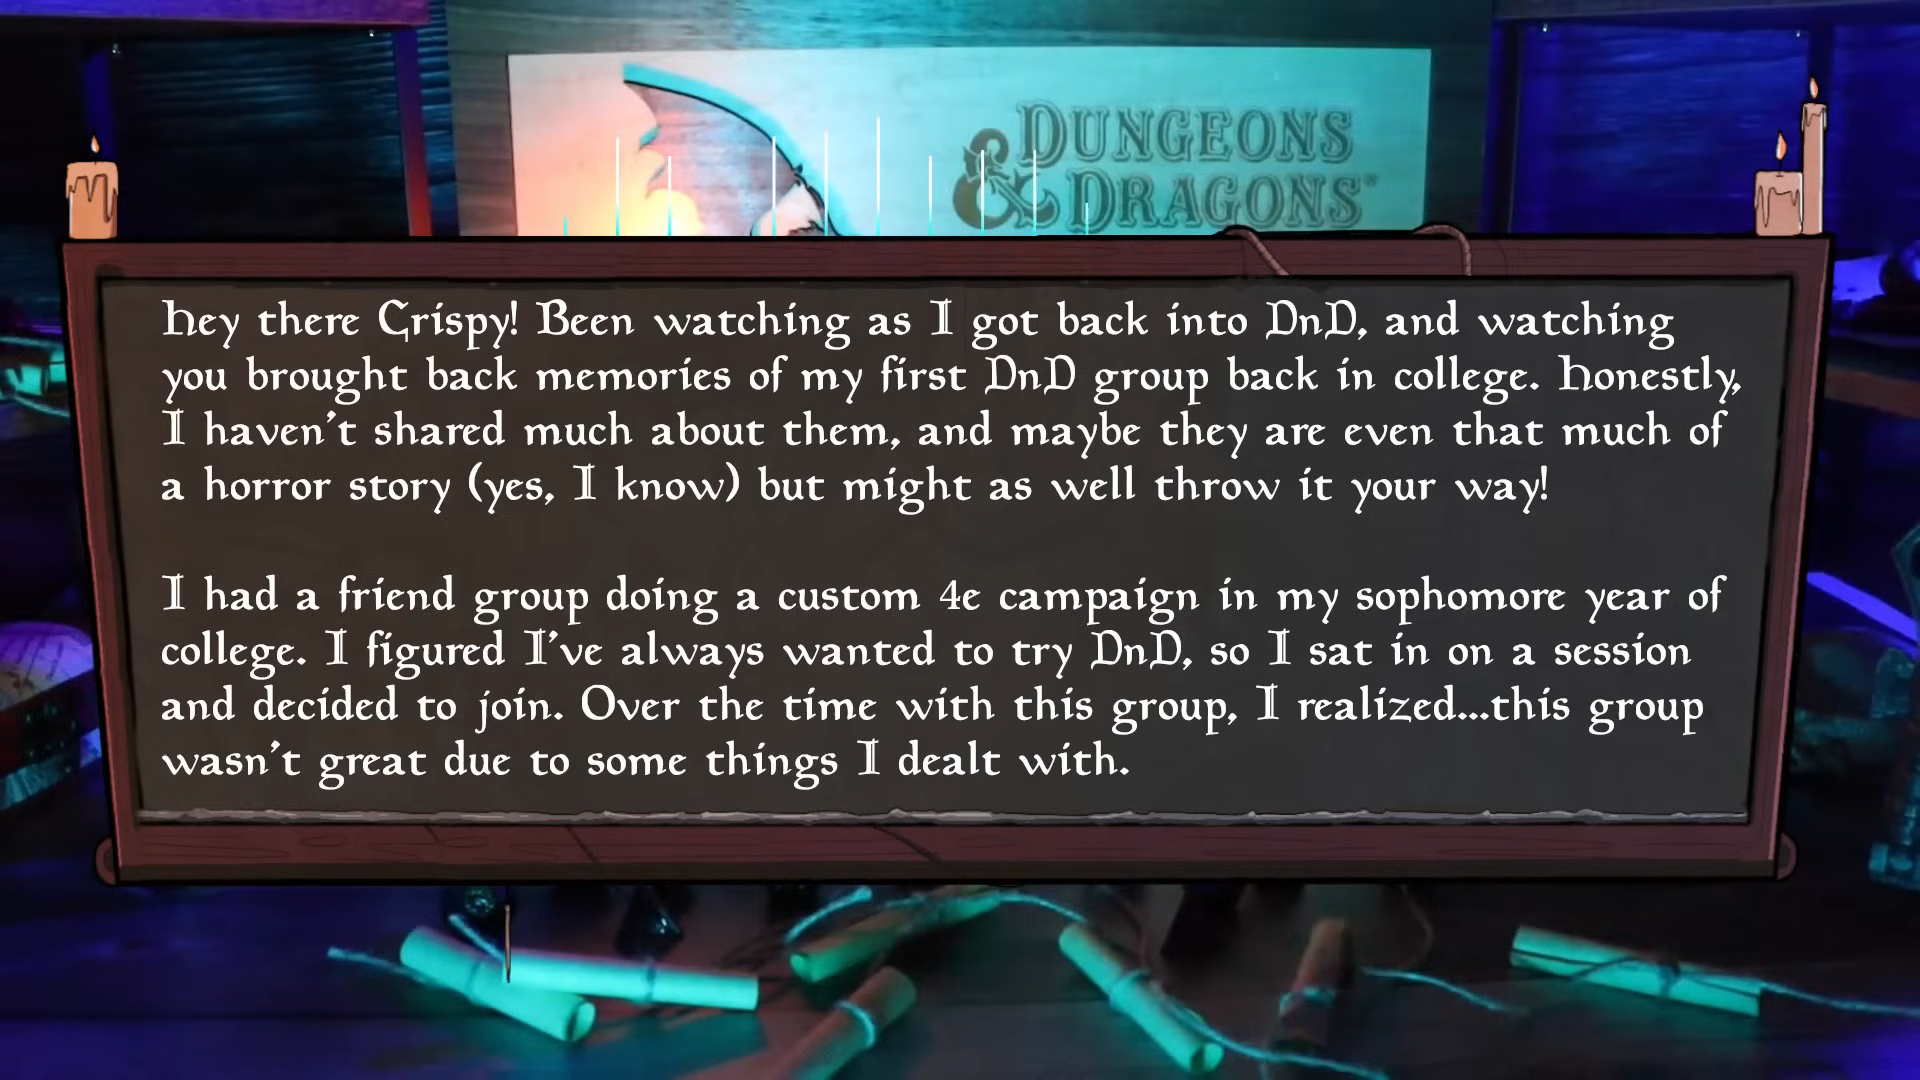 DUNGEONS
& DRAGONS
Hey there Crispy! Been watching as I got back into DnD, and watching
you brought back memories of my first DnD group back in college. Honestly,
I haven't shared much about them, and maybe they are even that much of
a horror story (yes, I know) but might as well throw it your way!
I had a friend group doing a custom 4e campaign in my sophomore year of
college. I figured I've always wanted to try DnD, so I sat in on a session
and decided to join. Over the time with this group, I realized...this group
wasn't great due to some things I dealt with.